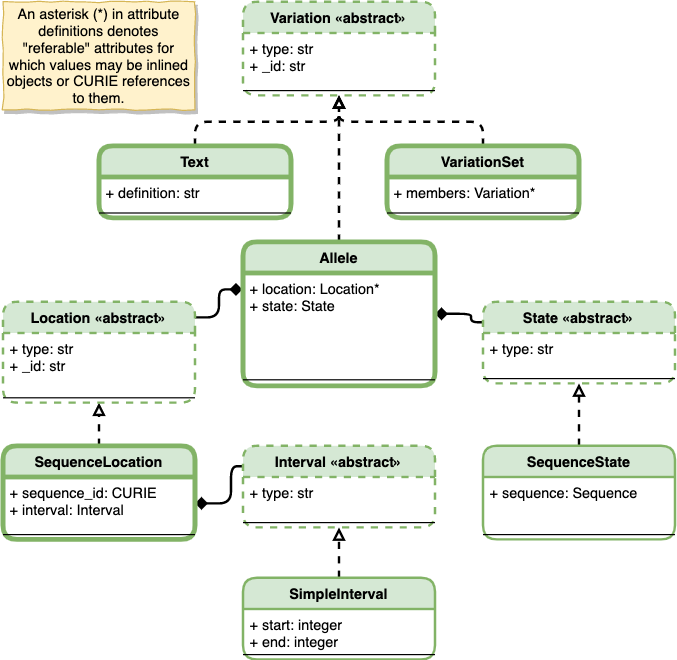 An asterisk (*) in attribute
definitions denotes
"referable" attributes for
which values may be inlined
objects or CURIE references
to them.
Variation «abstract»
+ type: str
+ _id: str
Text
+ definition: str
VariationSet
+ members: Variation*
Allele
+ location: Location*
+ state: State
Location «abstract»
+ type: str
+ _id: str
State «abstract»
+ type: str
SequenceLocation
+ sequence_id: CURIE
+ interval: Interval
Interval «abstract»
+ type: str
SequenceState
+ sequence: Sequence
SimpleInterval
+ start: integer
+ end: integer